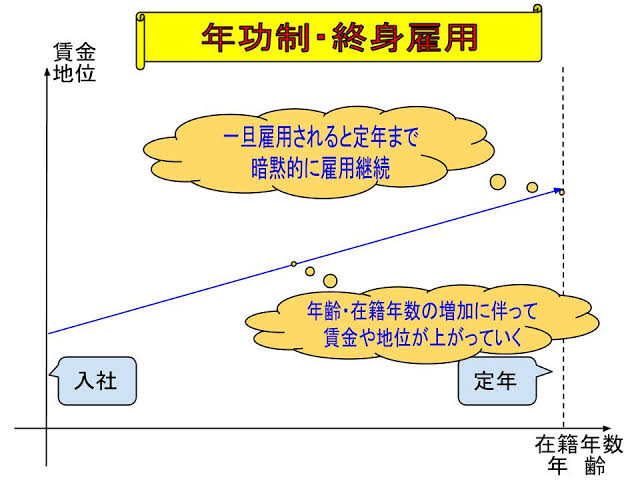 年功制・終身雇用
賃金
地位
一旦雇用されると定年まで
暗黙的に雇用継続
年齢・在籍年数の増加に伴って
賃金や地位が上がっていく
入社
定年
在籍年数
年 齢